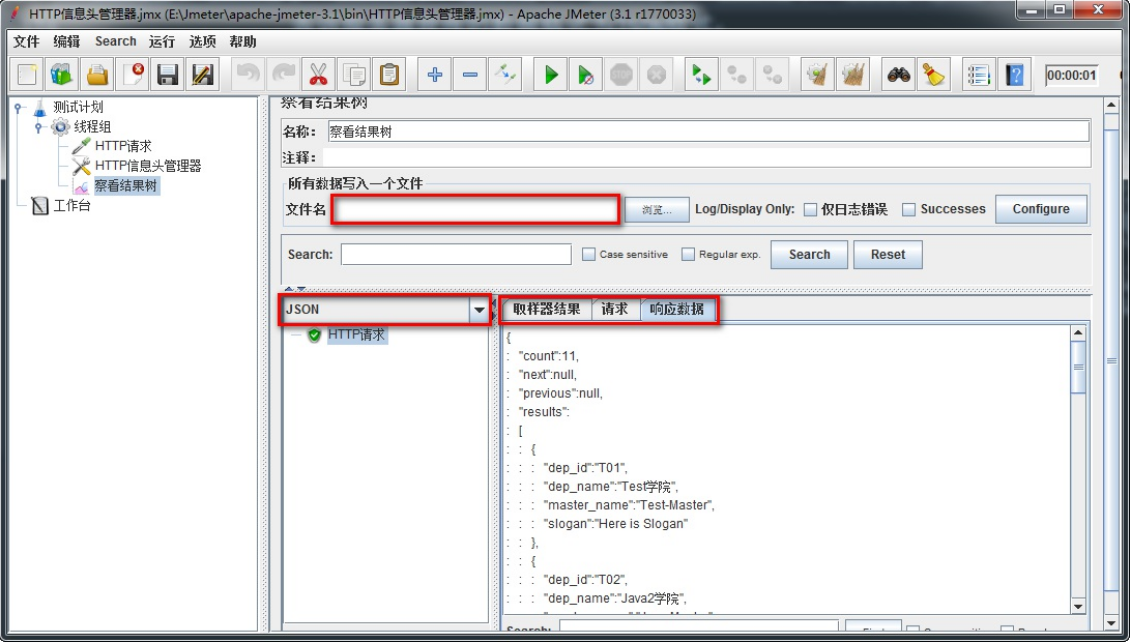 HTTP信息头管理器.jmx (E:\Jmeter\apache-jmeter-3.1\bin\HTTP信息头管理器.jmx) - Apache JMeter (3.1 r1770033)
文件 编辑 Search 运行 选项 帮助
00:00:01
测试计划
线程组
HTTP请求
HTTP信息头管理器
察看结果树
工作台
察看结果树
名称: 察看结果树
注释:
所有数据写入一个文件
文件名 浏览... Log/Display Only: 仅日志错误 Successes Configure
Search: Case sensitive Regular exp. Search Reset
JSON
HTTP请求
取样器结果 请求 响应数据
{
: "count":11,
: "next":null,
: "previous":null,
: "results":
: [
: : {
: : : "dep_id":"T01",
: : : "dep_name":"Test学院",
: : : "master_name":"Test-Master",
: : : "slogan":"Here is Slogan"
: : },
: : {
: : : "dep_id":"T02",
: : : "dep_name":"Java2学院",
Search: